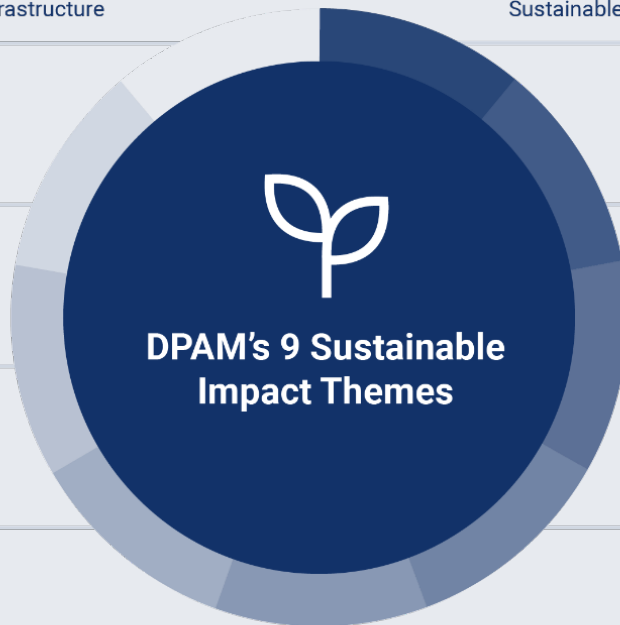 rastructure
Sustainable
DPAM’s 9 Sustainable
Impact Themes